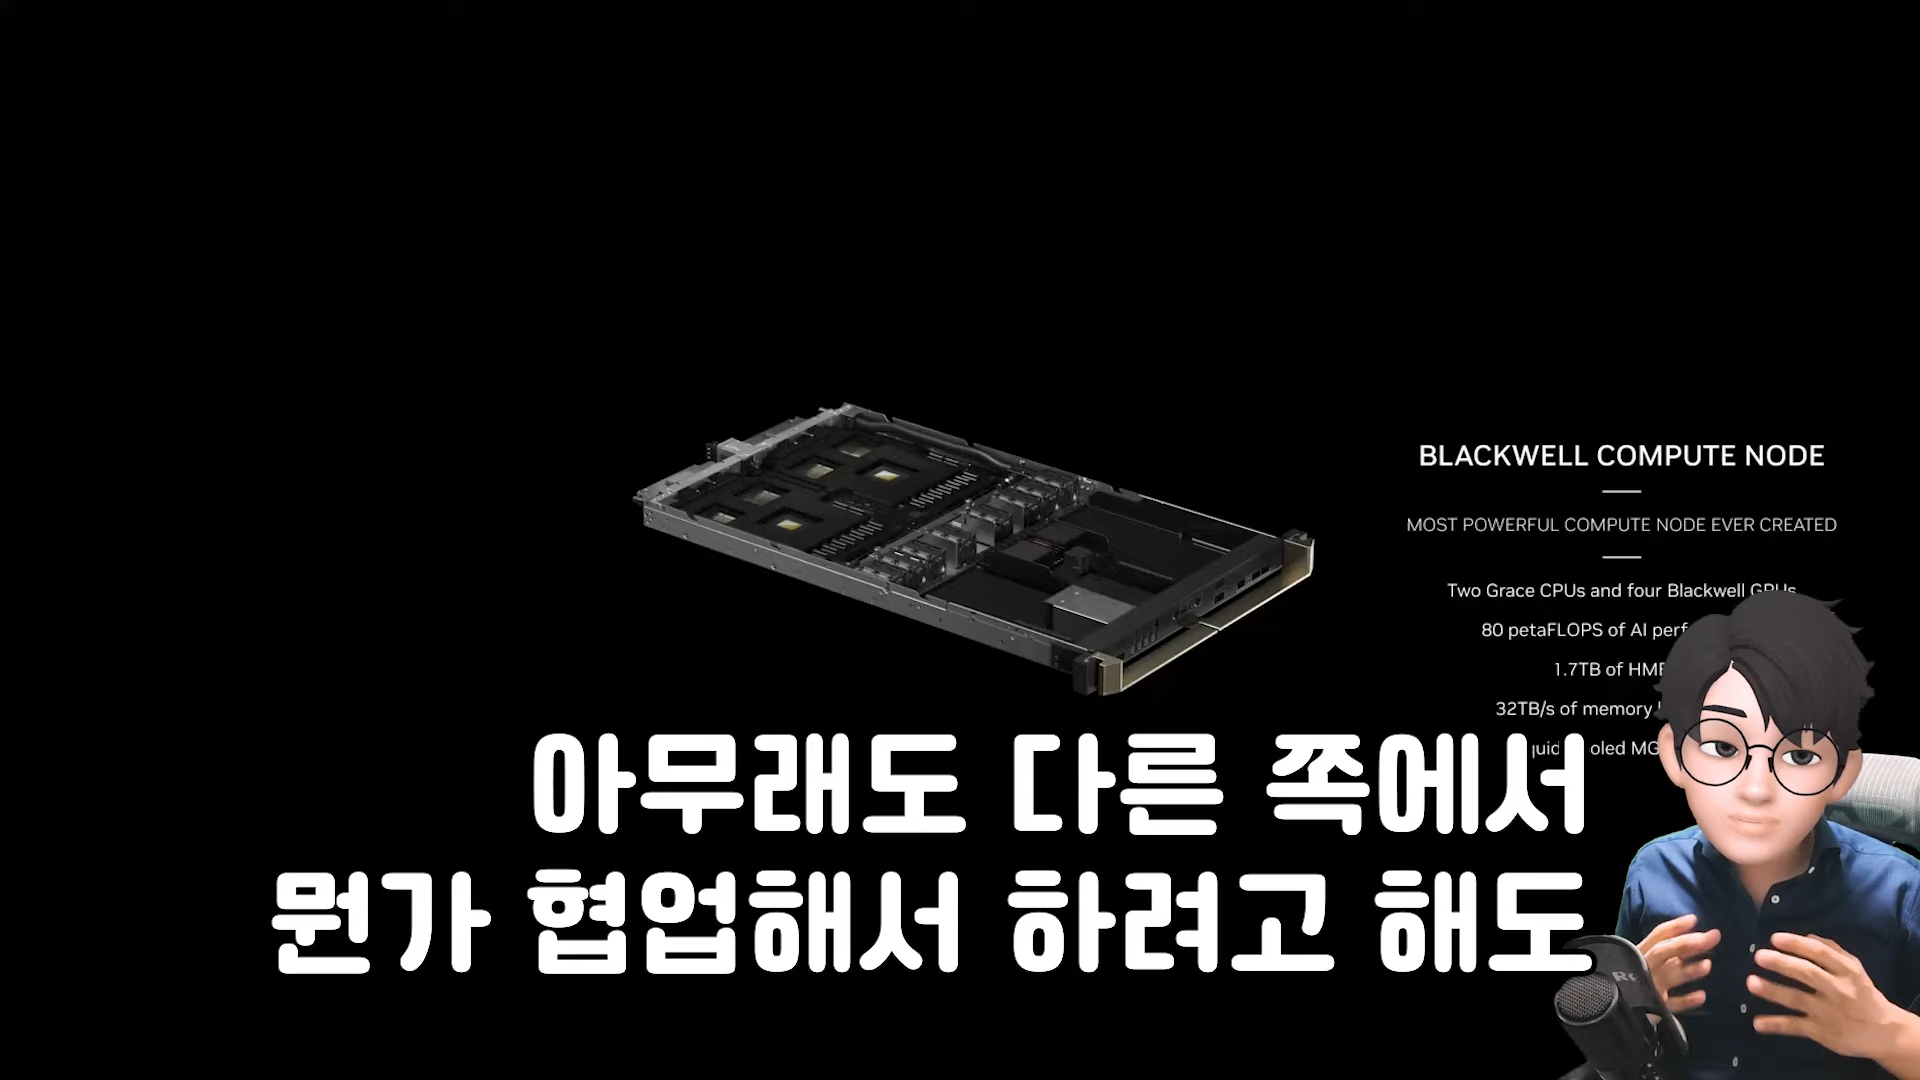 BLACKWELL COMPUTE NODE
MOST POWERFUL COMPUTE NODE EVER CREATED
Two Grace CPUs and four Blackwell GPUs
80 petaFLOPS of AI
1.7TB of
32TB/s of memory
아무래도 다른 쪽에서
뭔가 협업해서 하려고 해도